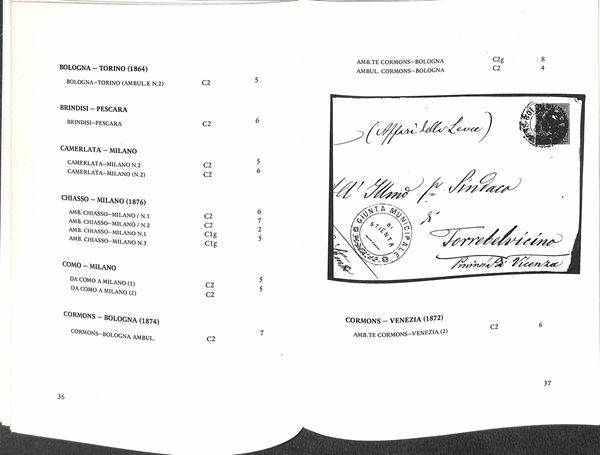 BOLOGNA – TORINO (1864)
BOLOGNA–TORINO (AMBUL.E N.2) C2 5
BRINDISI – PESCARA
BRINDISI–PESCARA C2 6
CAMERLATA – MILANO
CAMERLATA–MILANO N.2 C2 5
CAMERLATA–MILANO (N.2) C2 6
CHIASSO – MILANO (1876)
AMB. CHIASSO–MILANO / N.1 C2 6
AMB. CHIASSO–MILANO / N.2 C2 7
AMB. CHIASSO–MILANO N.1 C1g 2
AMB. CHIASSO–MILANO N.3 C1g 5
COMO – MILANO
DA COMO A MILANO (1) C2 5
DA COMO A MILANO (2) C2 5
CORMONS – BOLOGNA (1874)
CORMONS–BOLOGNA AMBUL. C2 7
36
AMB.TE CORMONS–BOLOGNA C2g 8
AMBUL. CORMONS–BOLOGNA C2 4
(Affari della Leva)
All' Illmo Sr Sindaco
di
Torrebelvicino
Provincia di Vicenza
GIUNTA MUNICIPALE
DI
STIENTA
CORMONS – VENEZIA (1872)
AMB.TE CORMONS–VENEZIA (2) C2 6
37